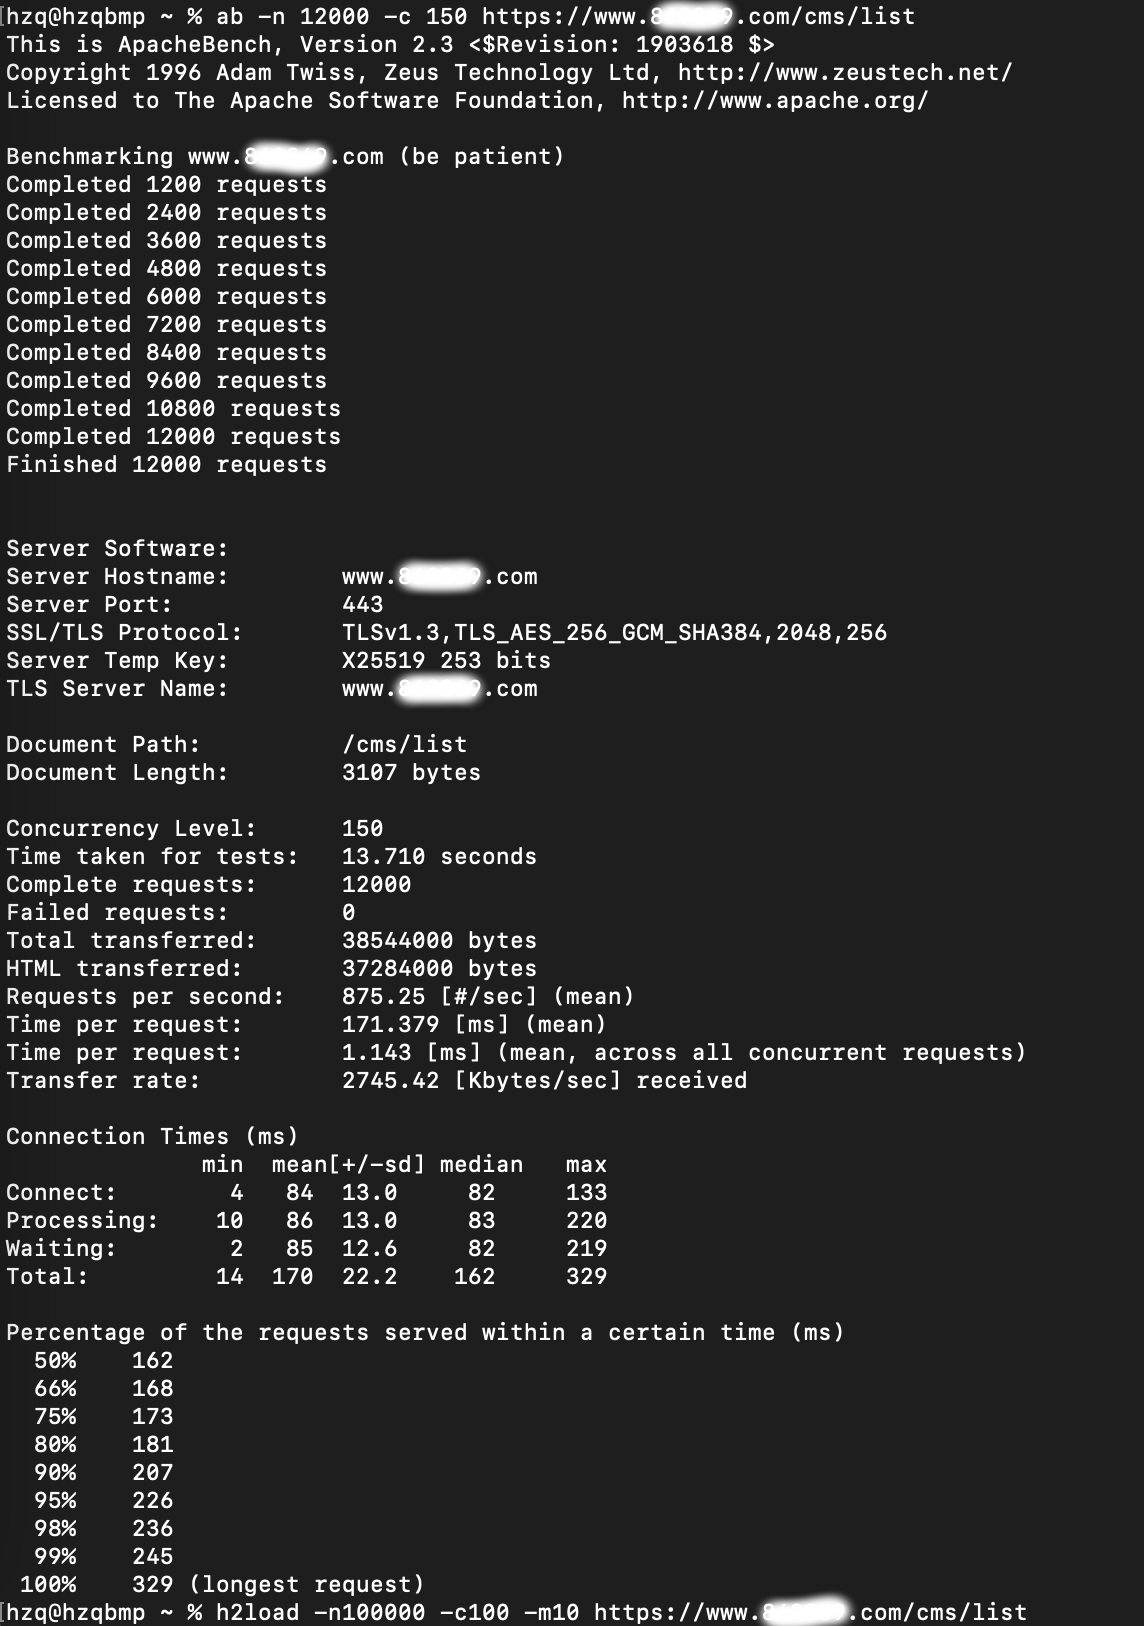 [hzq@hzqbmp ~ % ab -n 12000 -c 150 https://www.8 9.com/cms/list
This is ApacheBench, Version 2.3 <$Revision: 1903618 $>
Copyright 1996 Adam Twiss, Zeus Technology Ltd, http://www.zeustech.net/
Licensed to The Apache Software Foundation, http://www.apache.org/
Benchmarking www.8 9.com (be patient)
Completed 1200 requests
Completed 2400 requests
Completed 3600 requests
Completed 4800 requests
Completed 6000 requests
Completed 7200 requests
Completed 8400 requests
Completed 9600 requests
Completed 10800 requests
Completed 12000 requests
Finished 12000 requests
Server Software:
Server Hostname: www. .com
Server Port: 443
SSL/TLS Protocol: TLSv1.3,TLS_AES_256_GCM_SHA384,2048,256
Server Temp Key: X25519 253 bits
TLS Server Name: www. .com
Document Path: /cms/list
Document Length: 3107 bytes
Concurrency Level: 150
Time taken for tests: 13.710 seconds
Complete requests: 12000
Failed requests: 0
Total transferred: 38544000 bytes
HTML transferred: 37284000 bytes
Requests per second: 875.25 [#/sec] (mean)
Time per request: 171.379 [ms] (mean)
Time per request: 1.143 [ms] (mean, across all concurrent requests)
Transfer rate: 2745.42 [Kbytes/sec] received
Connection Times (ms)
min mean[+/-sd] median max
Connect: 4 84 13.0 82 133
Processing: 10 86 13.0 83 220
Waiting: 2 85 12.6 82 219
Total: 14 170 22.2 162 329
Percentage of the requests served within a certain time (ms)
50% 162
66% 168
75% 173
80% 181
90% 207
95% 226
98% 236
99% 245
100% 329 (longest request)
[hzq@hzqbmp ~ % h2load -n100000 -c100 -m10 https://www. .com/cms/list